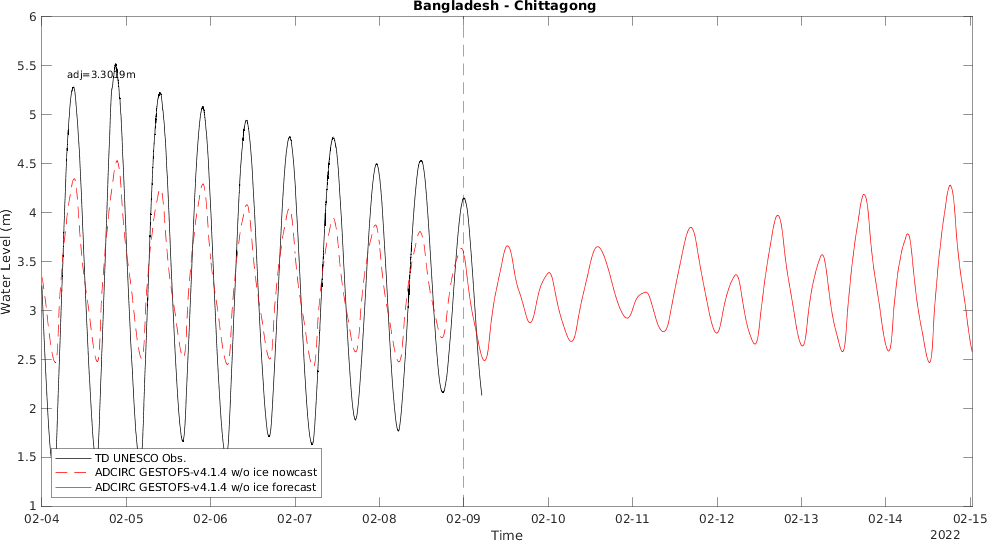 Bangladesh - Chittagong
6
5.5
5
4.5
4
3.5
3
2.5
2
1.5
1
Water Level (m)
adj=3.3019m
TD UNESCO Obs.
ADCIRC GESTOFS-v4.1.4 w/o ice nowcast
ADCIRC GESTOFS-v4.1.4 w/o ice forecast
02-04 02-05 02-06 02-07 02-08 02-09 02-10 02-11 02-12 02-13 02-14 02-15
Time
2022